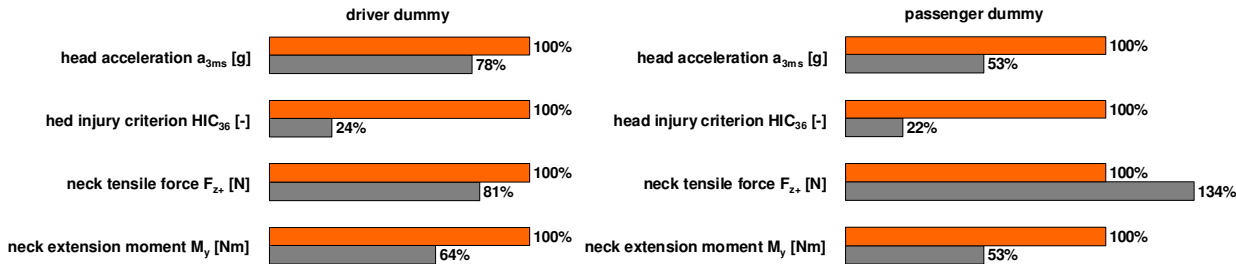 driver dummy
head acceleration a3ms [g]
100%
78%
hed injury criterion HIC36 [-]
100%
24%
neck tensile force Fz+ [N]
100%
81%
neck extension moment My [Nm]
100%
64%
passenger dummy
head acceleration a3ms [g]
100%
53%
head injury criterion HIC36 [-]
100%
22%
neck tensile force Fz+ [N]
100%
134%
neck extension moment My [Nm]
100%
53%